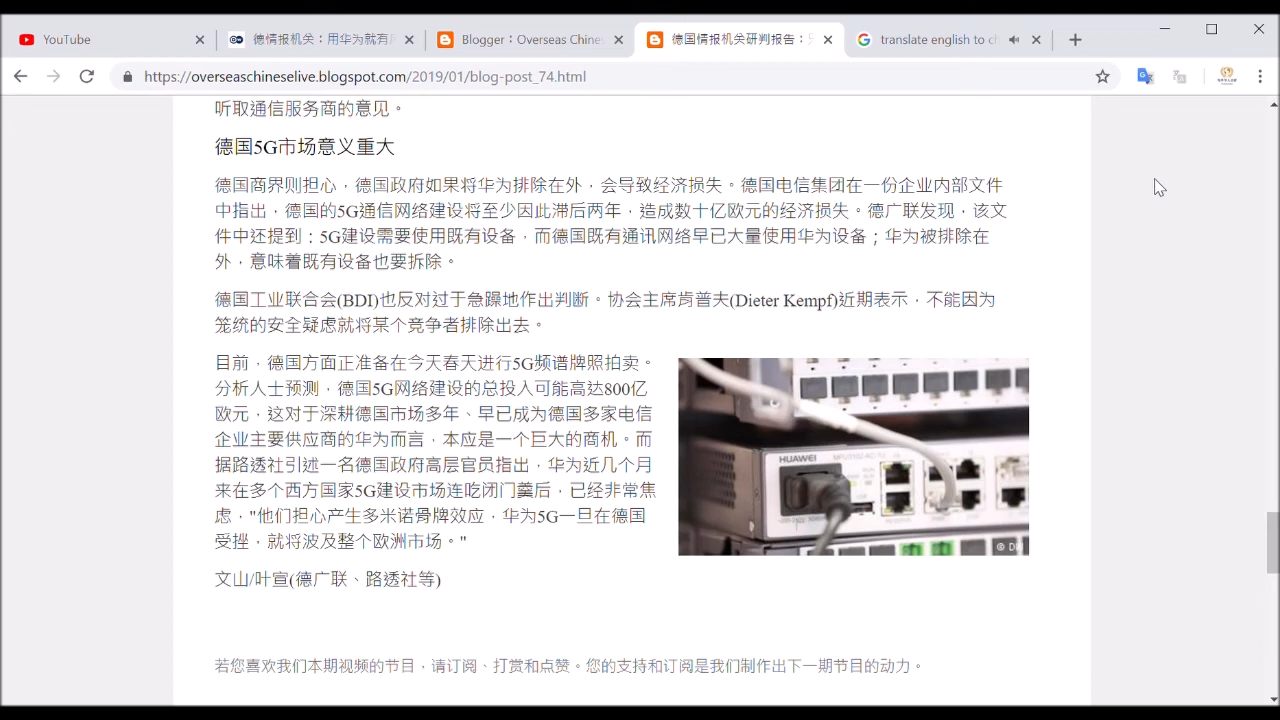 YouTube
德情报机关：用华为就有
Blogger：Overseas Chines
德国情报机关研判报告：
translate english to ch
https://overseaschineselive.blogspot.com/2019/01/blog-post_74.html
听取通信服务商的意见。
德国5G市场意义重大
德国商界则担心，德国政府如果将华为排除在外，会导致经济损失。德国电信集团在一份企业内部文件
中指出，德国的5G通信网络建设将至少因此滞后两年，造成数十亿欧元的经济损失。德广联发现，该文
件中还提到：5G建设需要使用既有设备，而德国既有通讯网络早已大量使用华为设备；华为被排除在
外，意味着既有设备也要拆除。
德国工业联合会(BDI)也反对过于急躁地作出判断。协会主席肯普夫(Dieter Kempf)近期表示，不能因为
笼统的安全疑虑就将某个竞争者排除出去。
目前，德国方面正准备在今天春天进行5G频谱牌照拍卖。
分析人士预测，德国5G网络建设的总投入可能高达800亿
欧元，这对于深耕德国市场多年、早已成为德国多家电信
企业主要供应商的华为而言，本应是一个巨大的商机。而
据路透社引述一名德国政府高层官员指出，华为近几个月
来在多个西方国家5G建设市场连吃闭门羹后，已经非常焦
虑，"他们担心产生多米诺骨牌效应，华为5G一旦在德国
受挫，就将波及整个欧洲市场。"
HUAWEI
文山/叶宣(德广联、路透社等)
若您喜欢我们本期视频的节目，请订阅、打赏和点赞。您的支持和订阅是我们制作出下一期节目的动力。